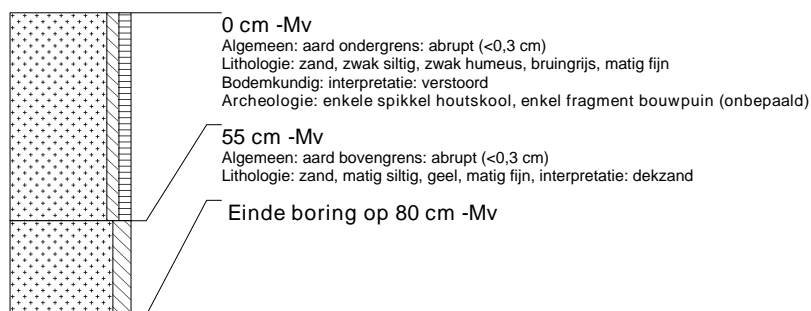 0 cm -Mv
Algemeen: aard ondergrens: abrupt (<0,3 cm)
Lithologie: zand, zwak siltig, zwak humeus, bruingrijs, matig fijn
Bodemkundig: interpretatie: verstoord
Archeologie: enkele spikkel houtskool, enkel fragment bouwpuin (onbepaald)
55 cm -Mv
Algemeen: aard bovengrens: abrupt (<0,3 cm)
Lithologie: zand, matig siltig, geel, matig fijn, interpretatie: dekzand
Einde boring op 80 cm -Mv